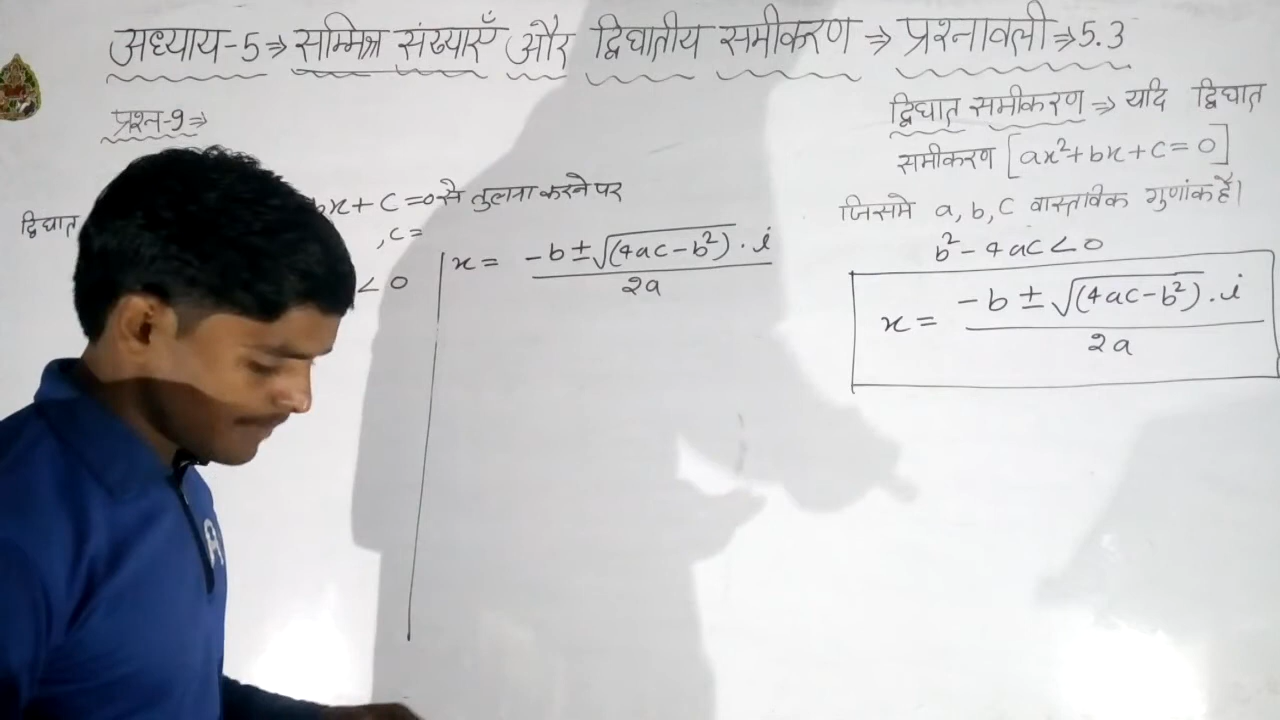 अध्याय-5⇒ सम्मिश्र संख्याएँ और द्विघातीय समीकरण ⇒ प्रश्नावली⇒5.3
प्रश्न-9⇒
द्विघात
bx + c =0 से तुलना करने पर
, c =
< 0
x = (-b ± √(4ac-b²) . i) / 2a
द्विघात समीकरण ⇒ यदि द्विघात
समीकरण [ax²+bx+c = 0]
जिसमे a, b, c वास्तविक गुणांक है।
b² - 4ac < 0
x = (-b ± √(4ac-b²) . i) / 2a